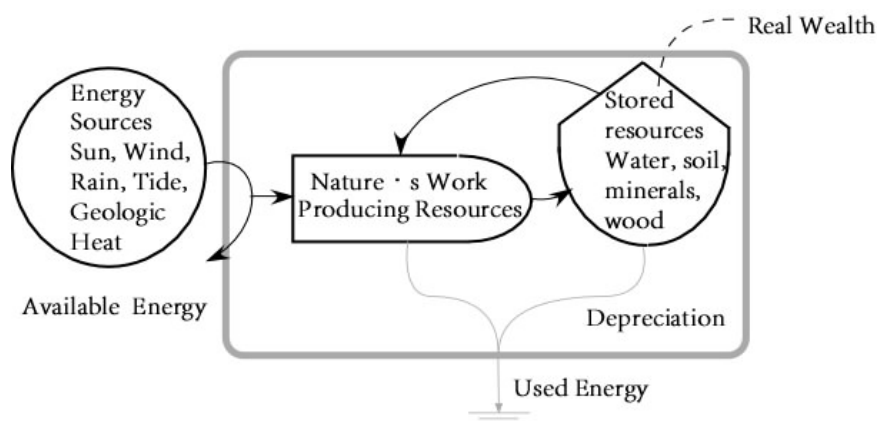 Real Wealth
Energy
Sources
Sun, Wind,
Rain, Tide,
Geologic
Heat
Available Energy
Nature · s Work
Producing Resources
Stored
resources
Water, soil,
minerals,
wood
Depreciation
Used Energy